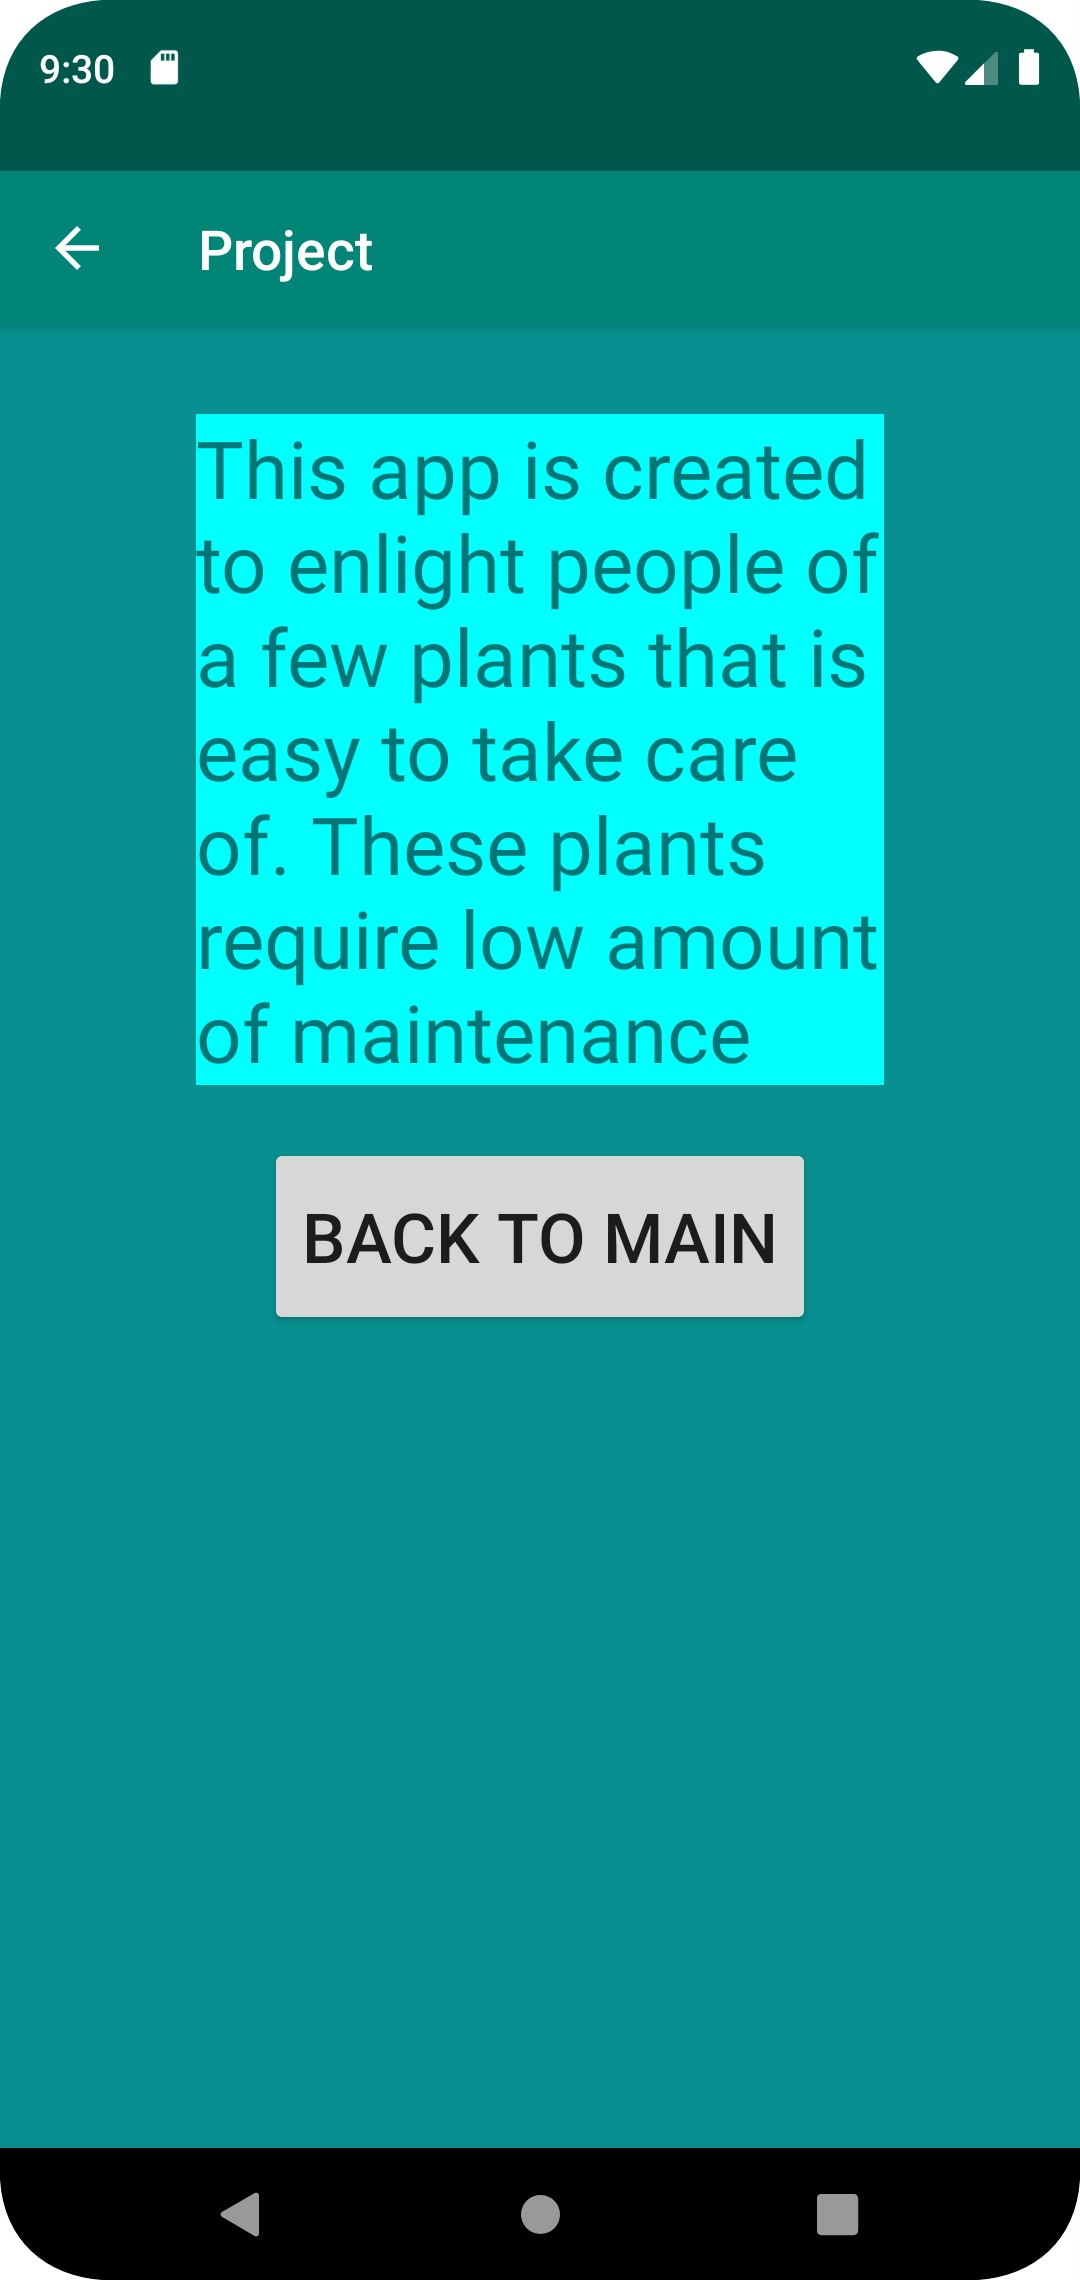 9:30
Project
This app is created
to enlight people of
a few plants that is
easy to take care
of. These plants
require low amount
of maintenance
BACK TO MAIN